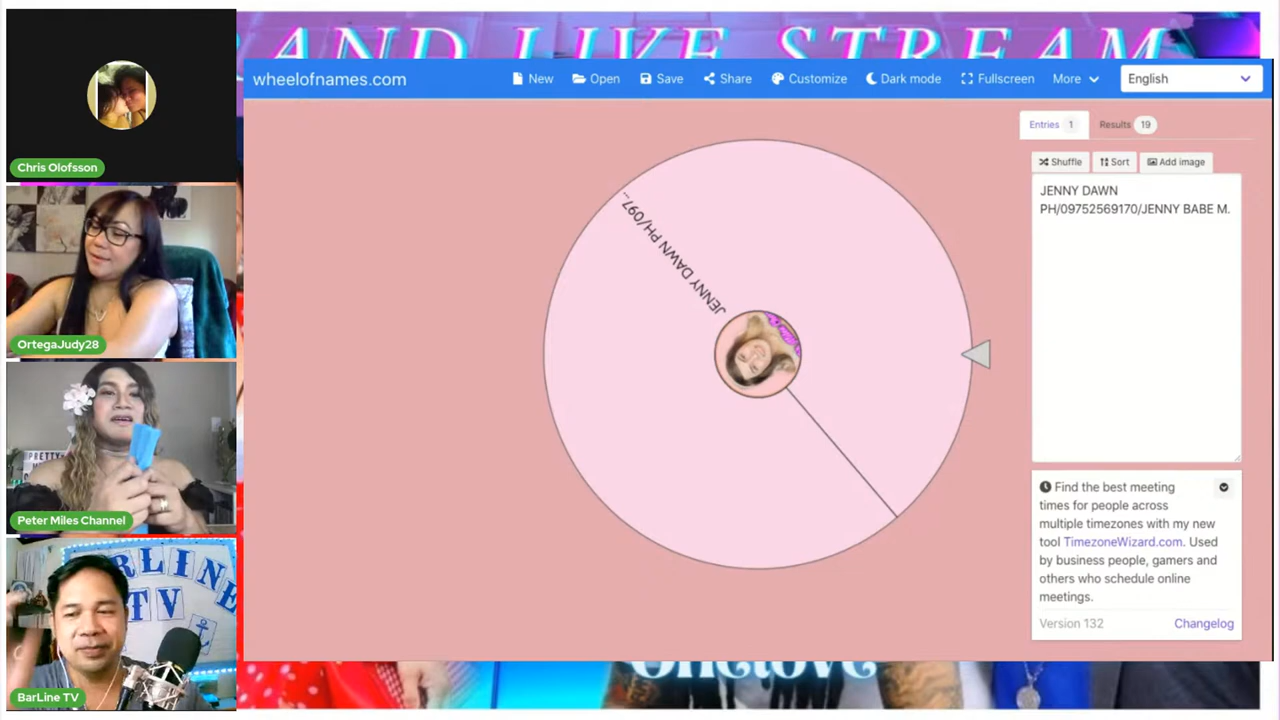 AND LIVE STREAM
wheelofnames.com New Open Save Share Customize Dark mode Fullscreen More English
Entries 1 Results 19
Shuffle Sort Add image
JENNY DAWN
PH/09752569170/JENNY BABE M.
JENNY DAWN PH/097...
Find the best meeting
times for people across
multiple timezones with my new
tool TimezoneWizard.com. Used
by business people, gamers and
others who schedule online
meetings.
Version 132 Changelog
Chris Olofsson
OrtegaJudy28
Peter Miles Channel
TV
BarLine TV
Onelove